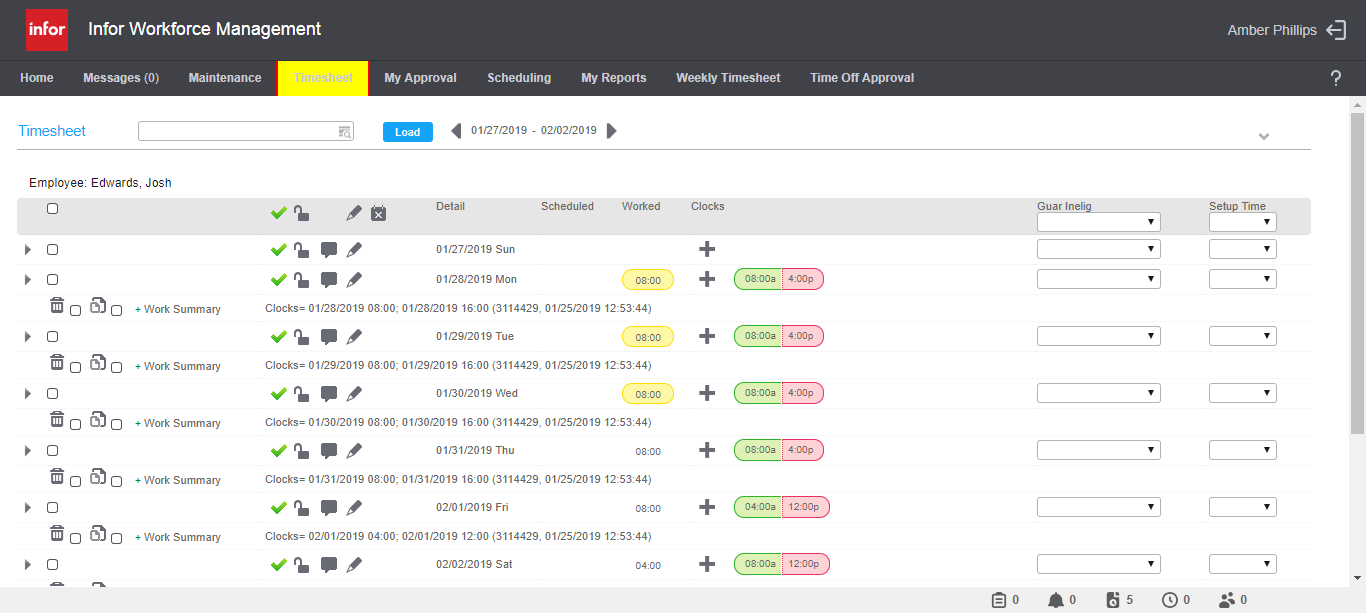 infor Infor Workforce Management Amber Phillips
Home Messages (0) Maintenance Timesheet My Approval Scheduling My Reports Weekly Timesheet Time Off Approval ?
Timesheet Load 01/27/2019 - 02/02/2019
Employee: Edwards, Josh
Detail Scheduled Worked Clocks Guar Inelig Setup Time
01/27/2019 Sun
01/28/2019 Mon 08:00 08:00a 4:00p
+ Work Summary Clocks= 01/28/2019 08:00; 01/28/2019 16:00 (3114429, 01/25/2019 12:53:44)
01/29/2019 Tue 08:00 08:00a 4:00p
+ Work Summary Clocks= 01/29/2019 08:00; 01/29/2019 16:00 (3114429, 01/25/2019 12:53:44)
01/30/2019 Wed 08:00 08:00a 4:00p
+ Work Summary Clocks= 01/30/2019 08:00; 01/30/2019 16:00 (3114429, 01/25/2019 12:53:44)
01/31/2019 Thu 08:00 08:00a 4:00p
+ Work Summary Clocks= 01/31/2019 08:00; 01/31/2019 16:00 (3114429, 01/25/2019 12:53:44)
02/01/2019 Fri 08:00 04:00a 12:00p
+ Work Summary Clocks= 02/01/2019 04:00; 02/01/2019 12:00 (3114429, 01/25/2019 12:53:44)
02/02/2019 Sat 04:00 08:00a 12:00p
0 0 5 0 0